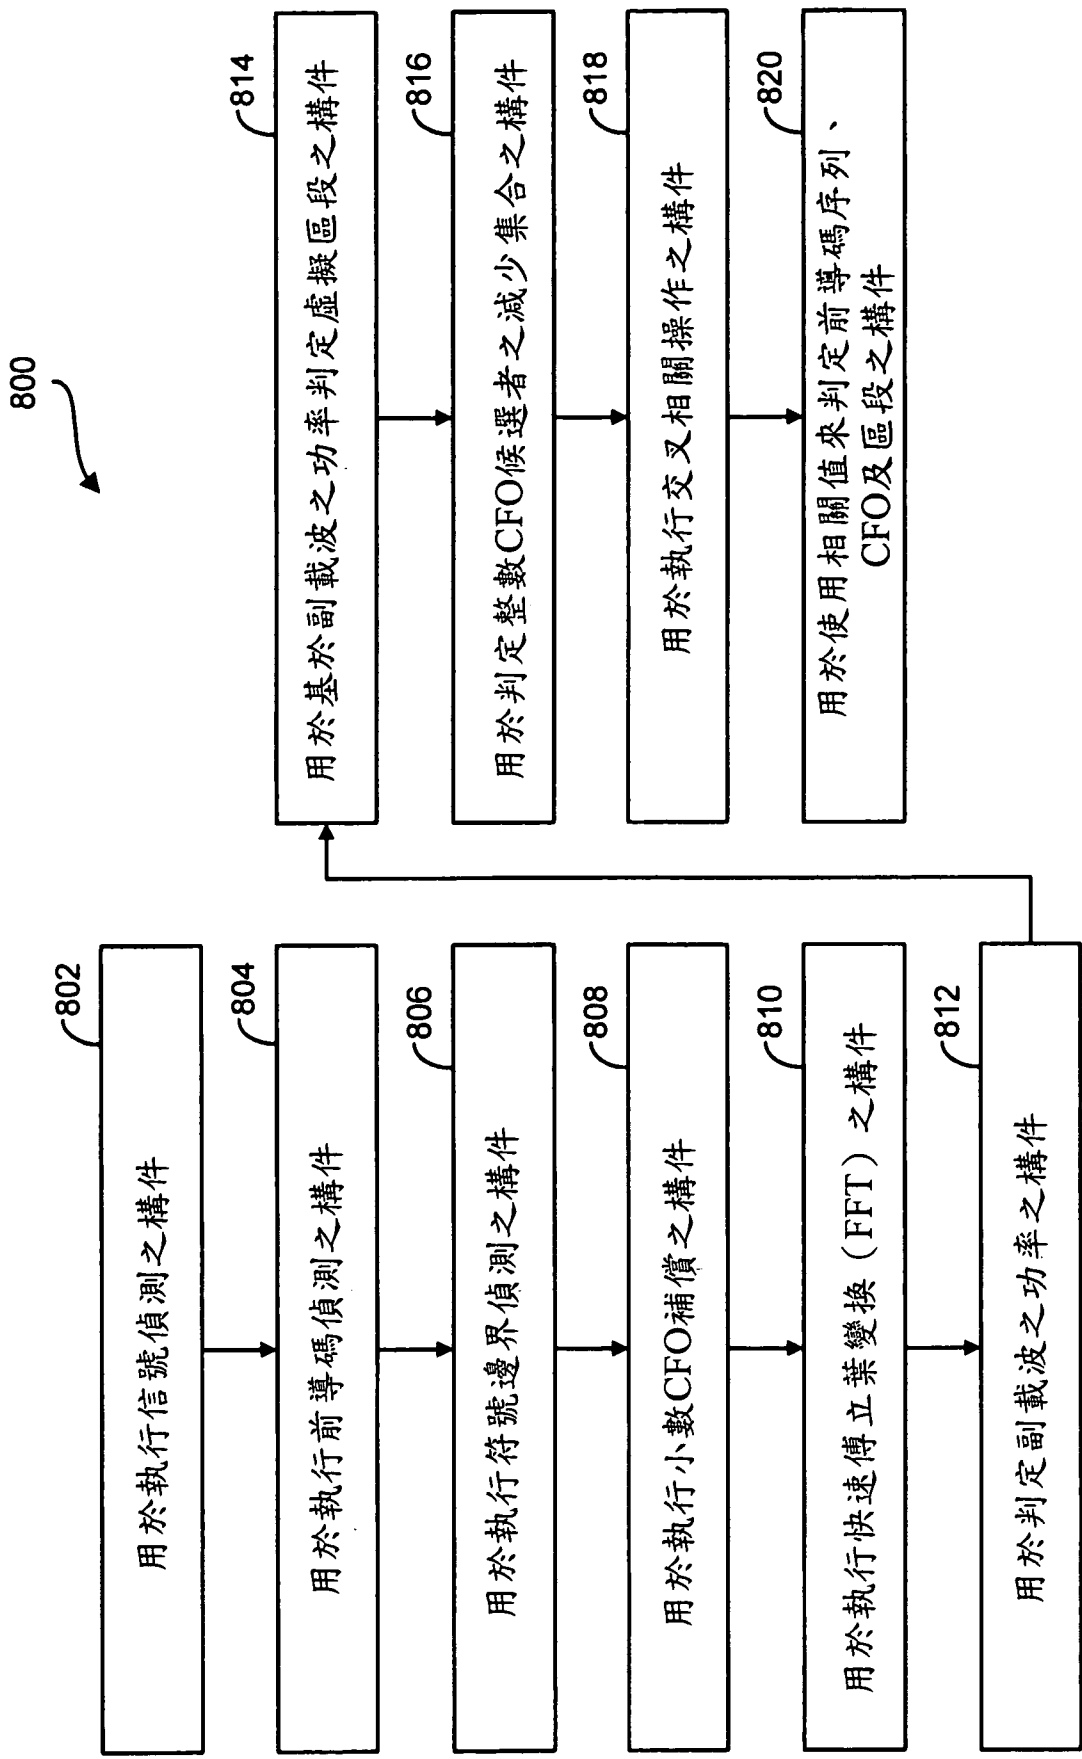 800
802
用於執行信號偵測之構件
804
用於執行前導碼偵測之構件
806
用於執行符號邊界偵測之構件
808
用於執行小數CFO補償之構件
810
用於執行快速傅立葉變換(FFT)之構件
812
用於判定副載波之功率之構件
814
用於基於副載波之功率判定虛擬區段之構件
816
用於判定整數CFO候選者之減少集合之構件
818
用於執行交叉相關操作之構件
820
用於使用相關值來判定前導碼序列、
CFO及區段之構件